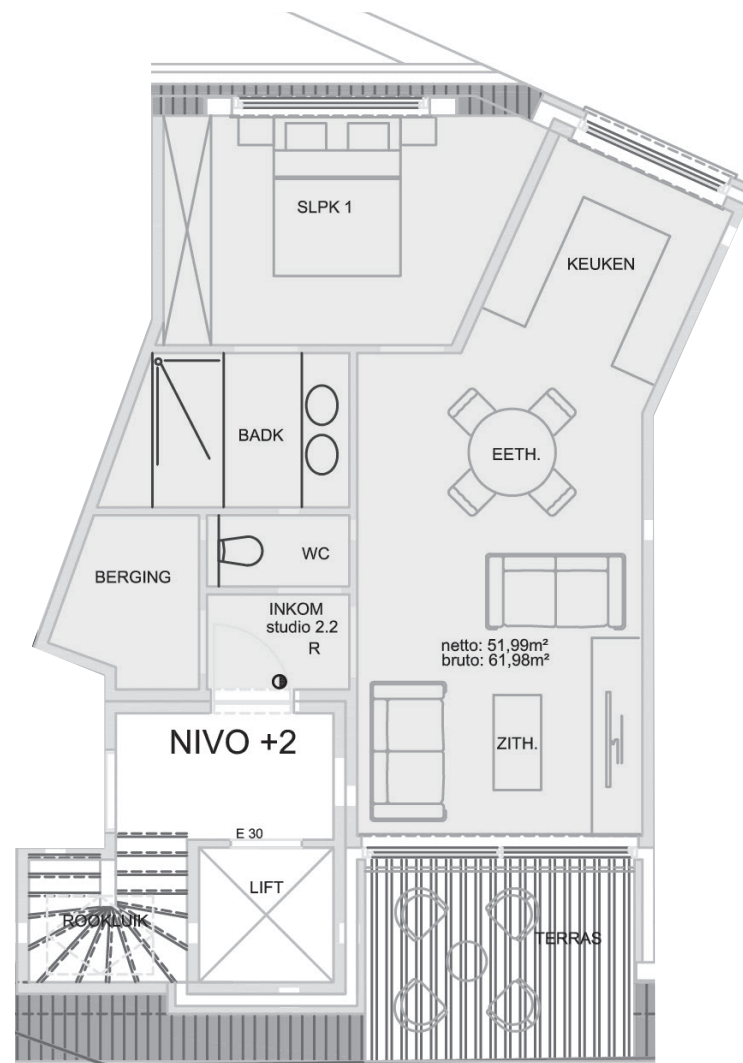 SLPK 1
KEUKEN
BADK
EETH.
WC
BERGING
INKOM
studio 2.2
R
netto: 51,99m²
bruto: 61,98m²
NIVO +2
ZITH.
E 30
LIFT
ROOKLUIK
TERRAS